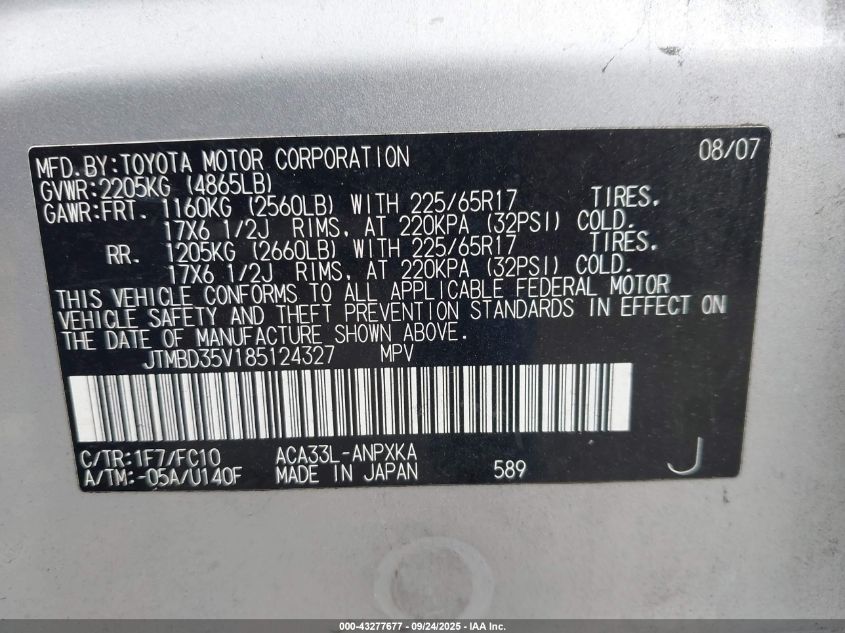 MFD.BY:TOYOTA MOTOR CORPORATION 08/07
GVWR:2205KG (4865LB)
GAWR:FRT. 1160KG (2560LB) WITH 225/65R17 TIRES.
17X6 1/2J RIMS, AT 220KPA (32PSI) COLD.
RR. 1205KG (2660LB) WITH 225/65R17 TIRES.
17X6 1/2J RIMS, AT 220KPA (32PSI) COLD.
THIS VEHICLE CONFORMS TO ALL APPLICABLE FEDERAL MOTOR
VEHICLE SAFETY AND THEFT PREVENTION STANDARDS IN EFFECT ON
THE DATE OF MANUFACTURE SHOWN ABOVE.
JTMBD35V185124327 MPV
C/TR:1F7/FC10 ACA33L-ANPXKA
A/TM:-05A/U140F MADE IN JAPAN 589 J
000-43277677 - 09/24/2025 - IAA Inc.